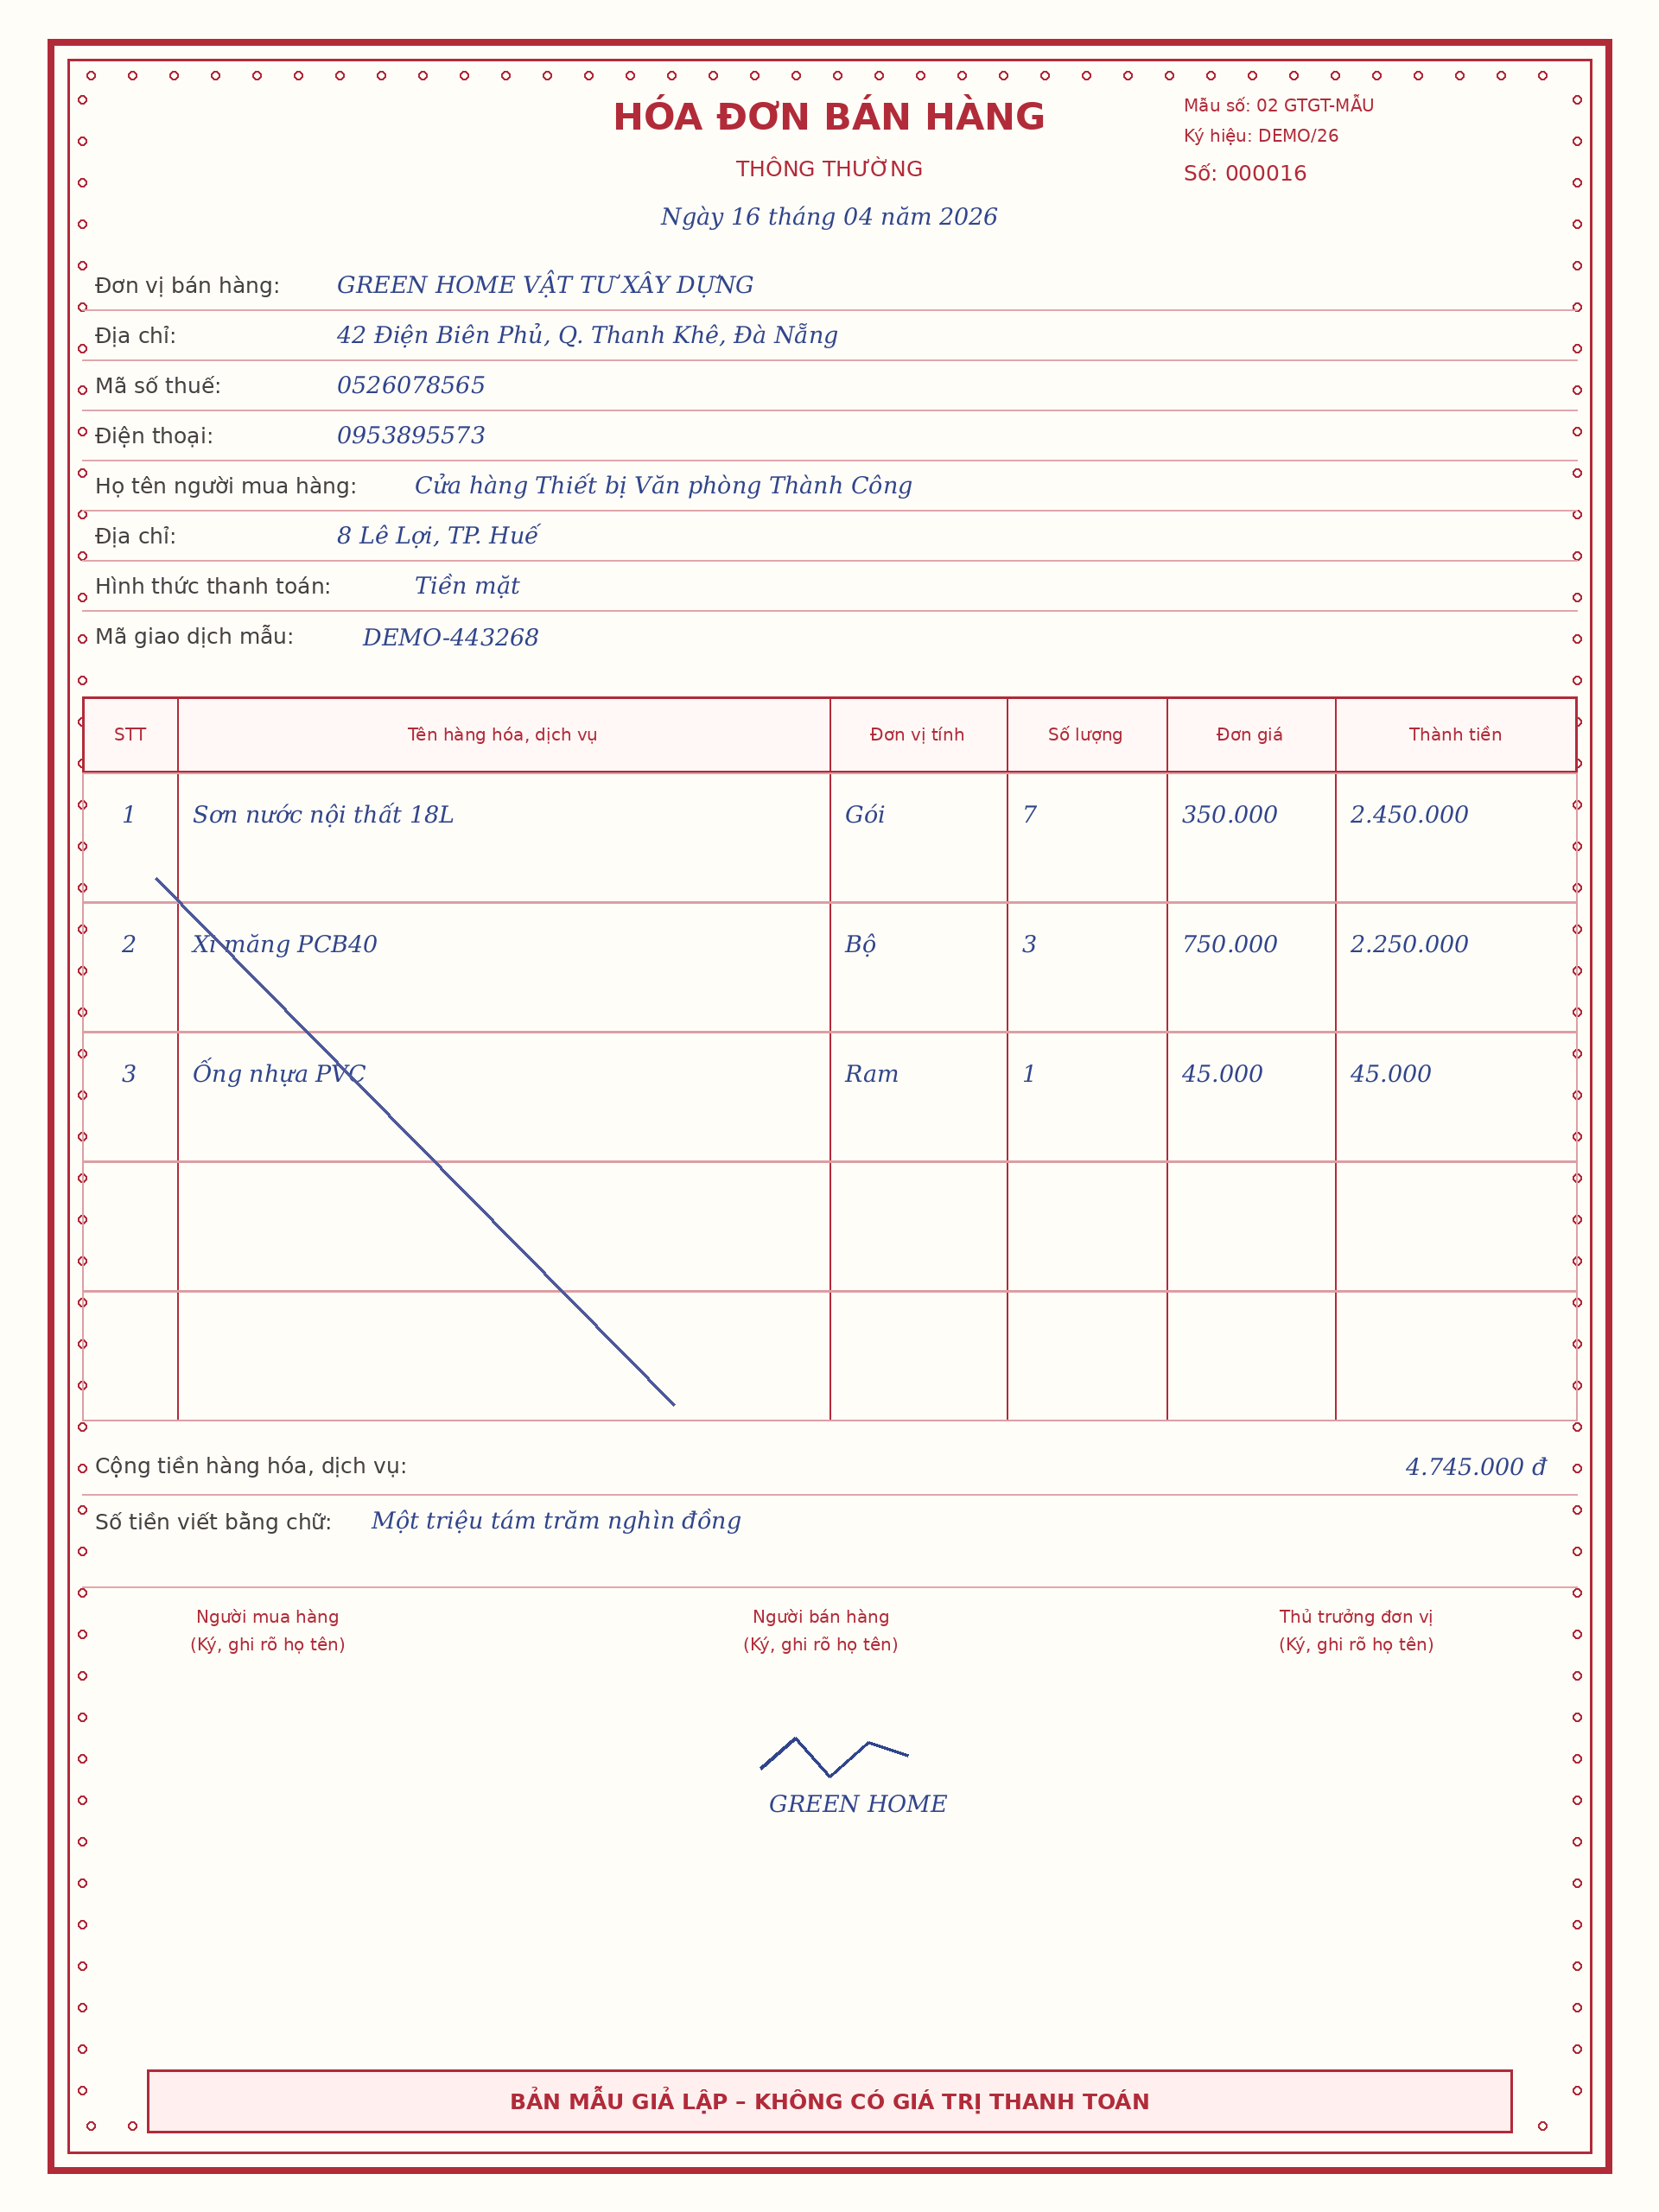 HÓA ĐƠN BÁN HÀNG
THÔNG THƯỜNG
Ngày 16 tháng 04 năm 2026
Mẫu số: 02 GTGT-MẪU
Ký hiệu: DEMO/26
Số: 000016
Đơn vị bán hàng: GREEN HOME VẬT TƯ XÂY DỰNG
Địa chỉ: 42 Điện Biên Phủ, Q. Thanh Khê, Đà Nẵng
Mã số thuế: 0526078565
Điện thoại: 0953895573
Họ tên người mua hàng: Cửa hàng Thiết bị Văn phòng Thành Công
Địa chỉ: 8 Lê Lợi, TP. Huế
Hình thức thanh toán: Tiền mặt
Mã giao dịch mẫu: DEMO-443268
STT Tên hàng hóa, dịch vụ Đơn vị tính Số lượng Đơn giá Thành tiền
1 Sơn nước nội thất 18L Gói 7 350.000 2.450.000
2 Xi măng PCB40 Bộ 3 750.000 2.250.000
3 Ống nhựa PVC Ram 1 45.000 45.000
Cộng tiền hàng hóa, dịch vụ: 4.745.000 đ
Số tiền viết bằng chữ: Một triệu tám trăm nghìn đồng
Người mua hàng Người bán hàng Thủ trưởng đơn vị
(Ký, ghi rõ họ tên) (Ký, ghi rõ họ tên) (Ký, ghi rõ họ tên)
GREEN HOME
BẢN MẪU GIẢ LẬP – KHÔNG CÓ GIÁ TRỊ THANH TOÁN